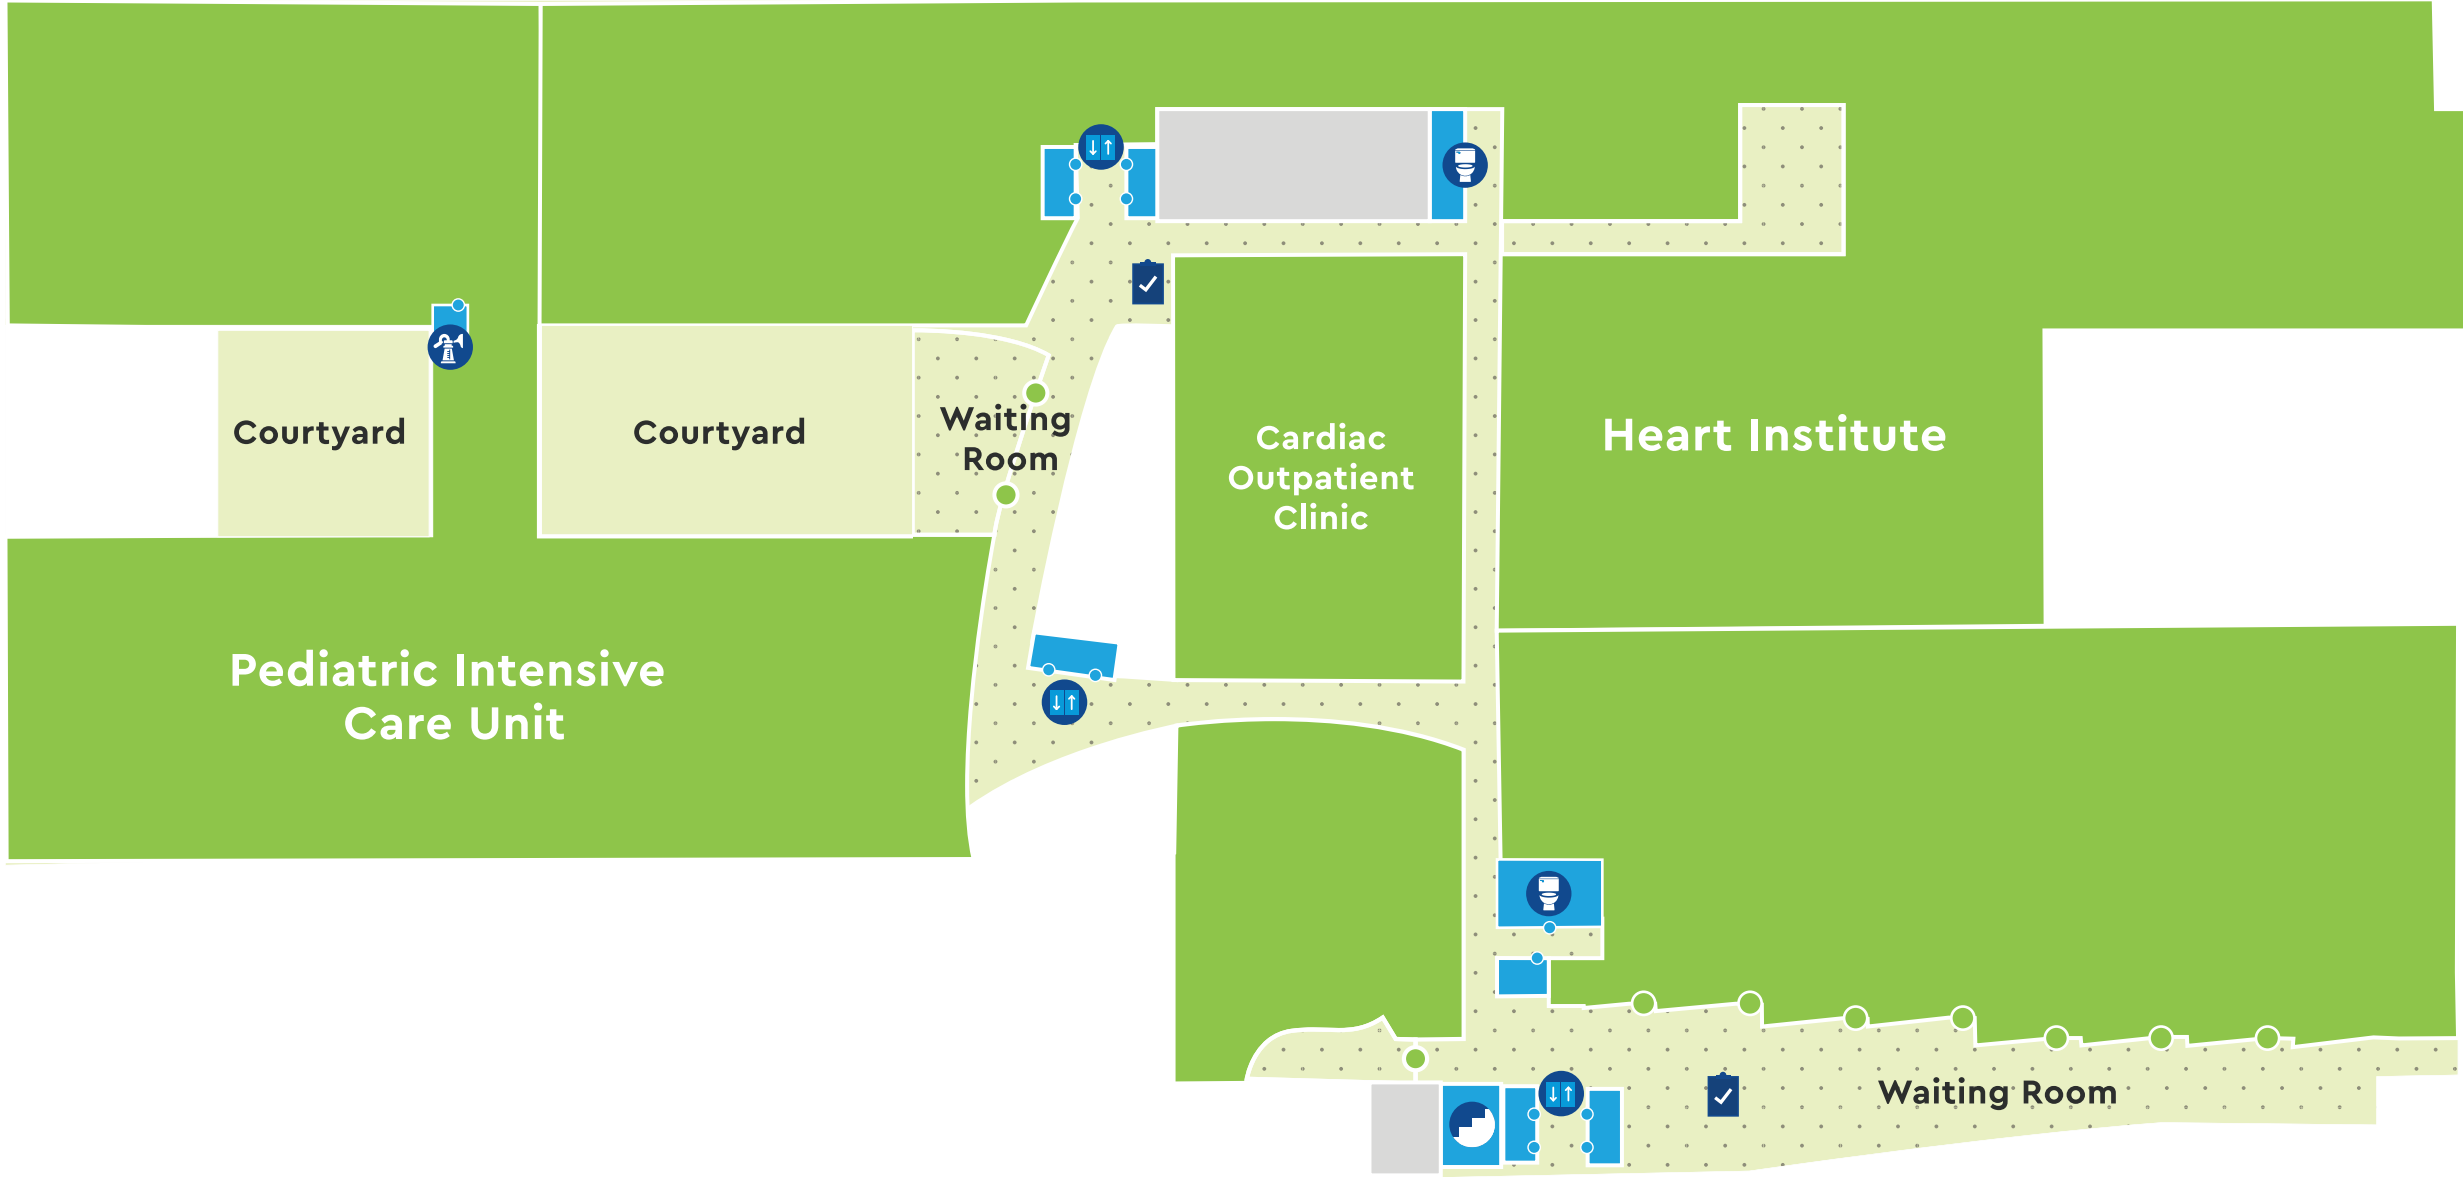 Courtyard
Courtyard
Waiting
Room
Cardiac
Outpatient
Clinic
Heart Institute
Pediatric Intensive
Care Unit
Waiting Room